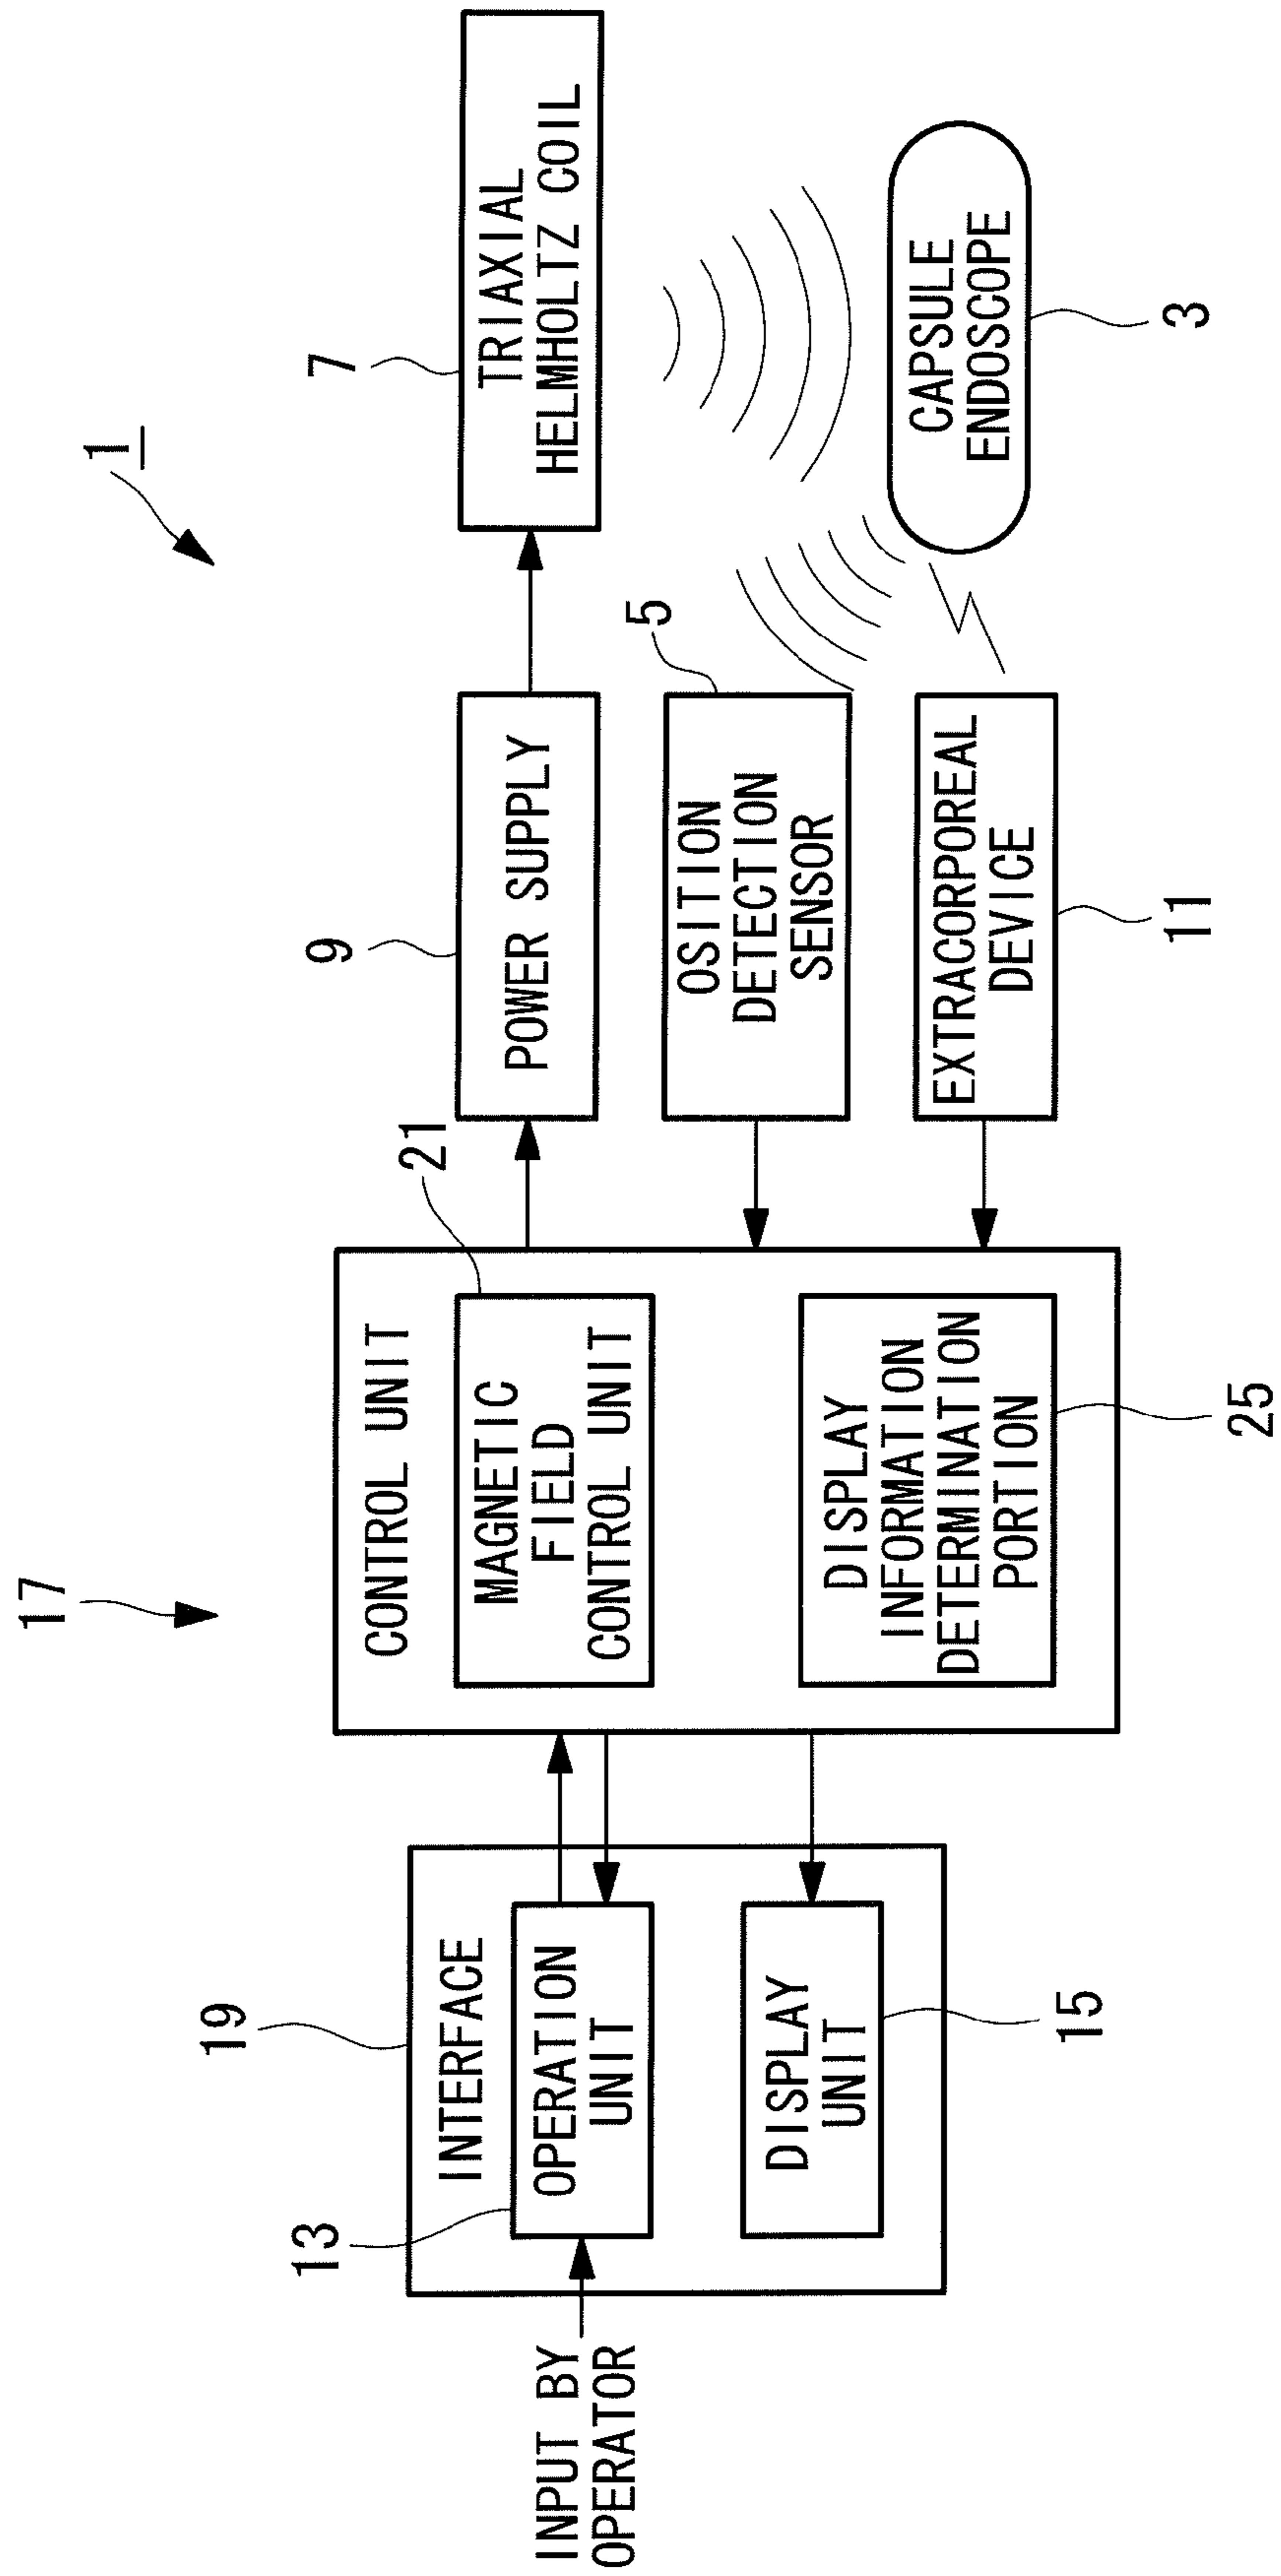 1
17
INPUT BY
OPERATOR
19
INTERFACE
13
OPERATION
UNIT
DISPLAY
UNIT
15
CONTROL UNIT
21
MAGNETIC
FIELD
CONTROL UNIT
DISPLAY
INFORMATION
DETERMINATION
PORTION
25
9
POWER SUPPLY
5
OSITION
DETECTION
SENSOR
EXTRACORPOREAL
DEVICE
11
7
TRIAXIAL
HELMHOLTZ COIL
CAPSULE
ENDOSCOPE
3